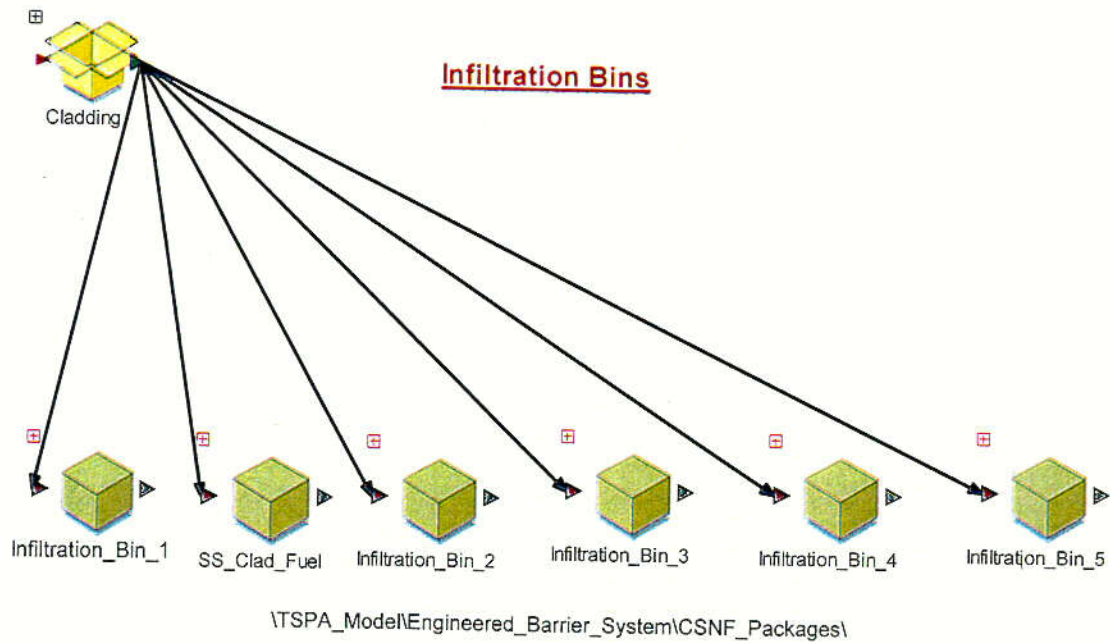 Infiltration Bins
Cladding
Infiltration_Bin_1
SS_Clad_Fuel
Infiltration_Bin_2
Infiltration_Bin_3
Infiltration_Bin_4
Infiltration_Bin_5
\TSPA_Model\Engineered_Barrier_System\CSNF_Packages\